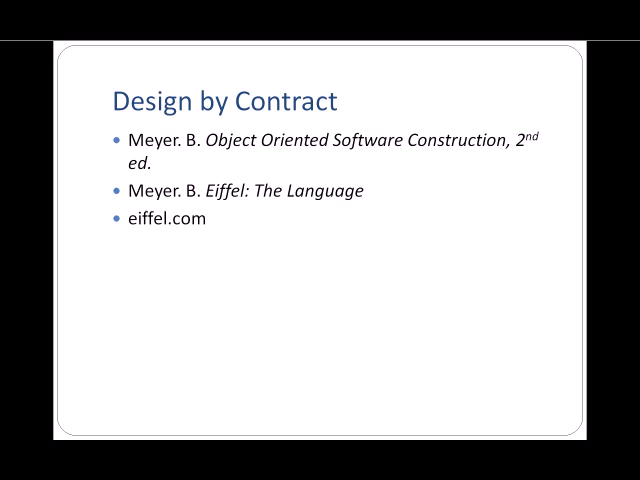 Design by Contract
• Meyer. B. Object Oriented Software Construction, 2nd
ed.
• Meyer. B. Eiffel: The Language
• eiffel.com